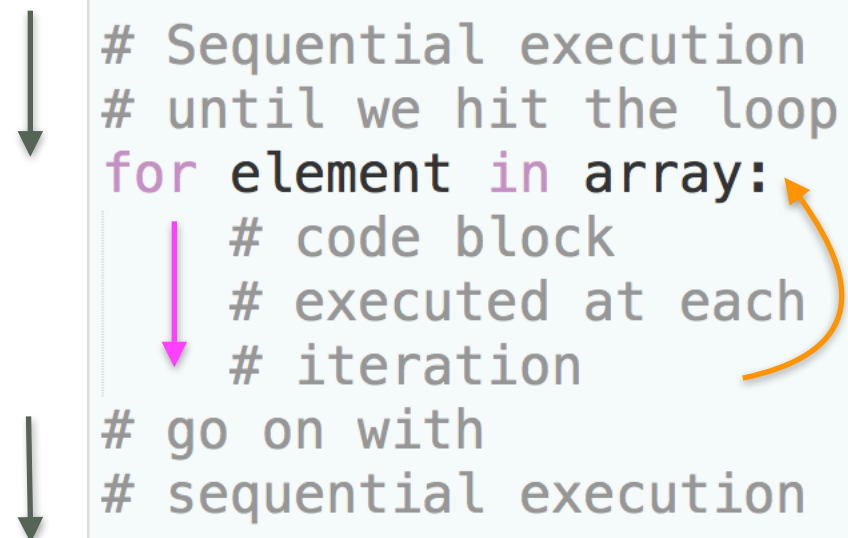 # Sequential execution
# until we hit the loop
for element in array:
# code block
# executed at each
# iteration
# go on with
# sequential execution